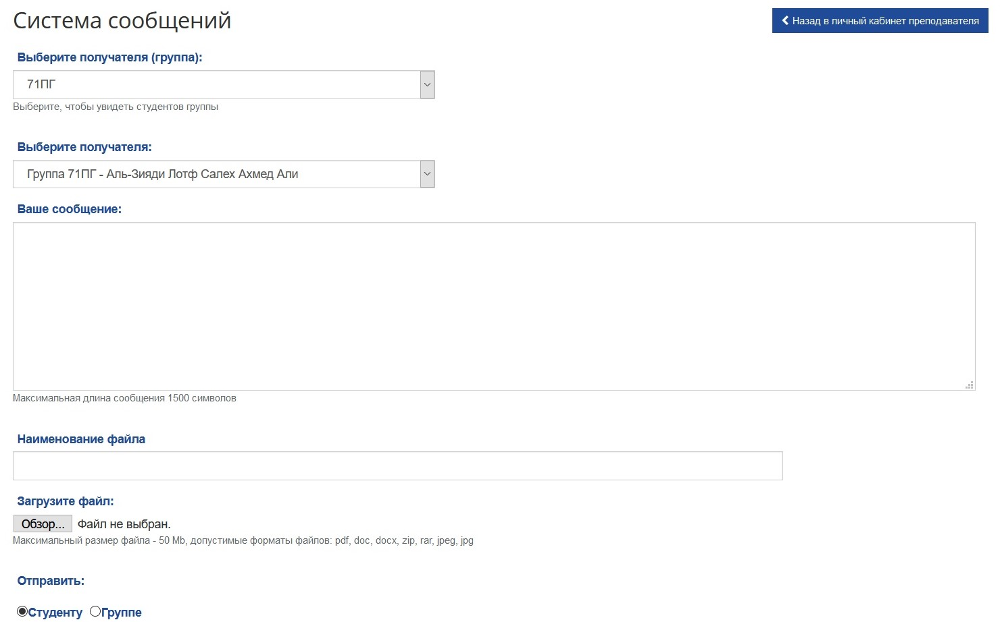 Система сообщений
Назад в личный кабинет преподавателя
Выберите получателя (группа):
71ПГ
Выберите, чтобы увидеть студентов группы
Выберите получателя:
Группа 71ПГ - Аль-Зияди Лотф Салех Ахмед Али
Ваше сообщение:
Максимальная длина сообщения 1500 символов
Наименование файла
Загрузите файл:
Обзор... Файл не выбран.
Максимальный размер файла - 50 Mb, допустимые форматы файлов: pdf, doc, docx, zip, rar, jpeg, jpg
Отправить:
Студенту Группе